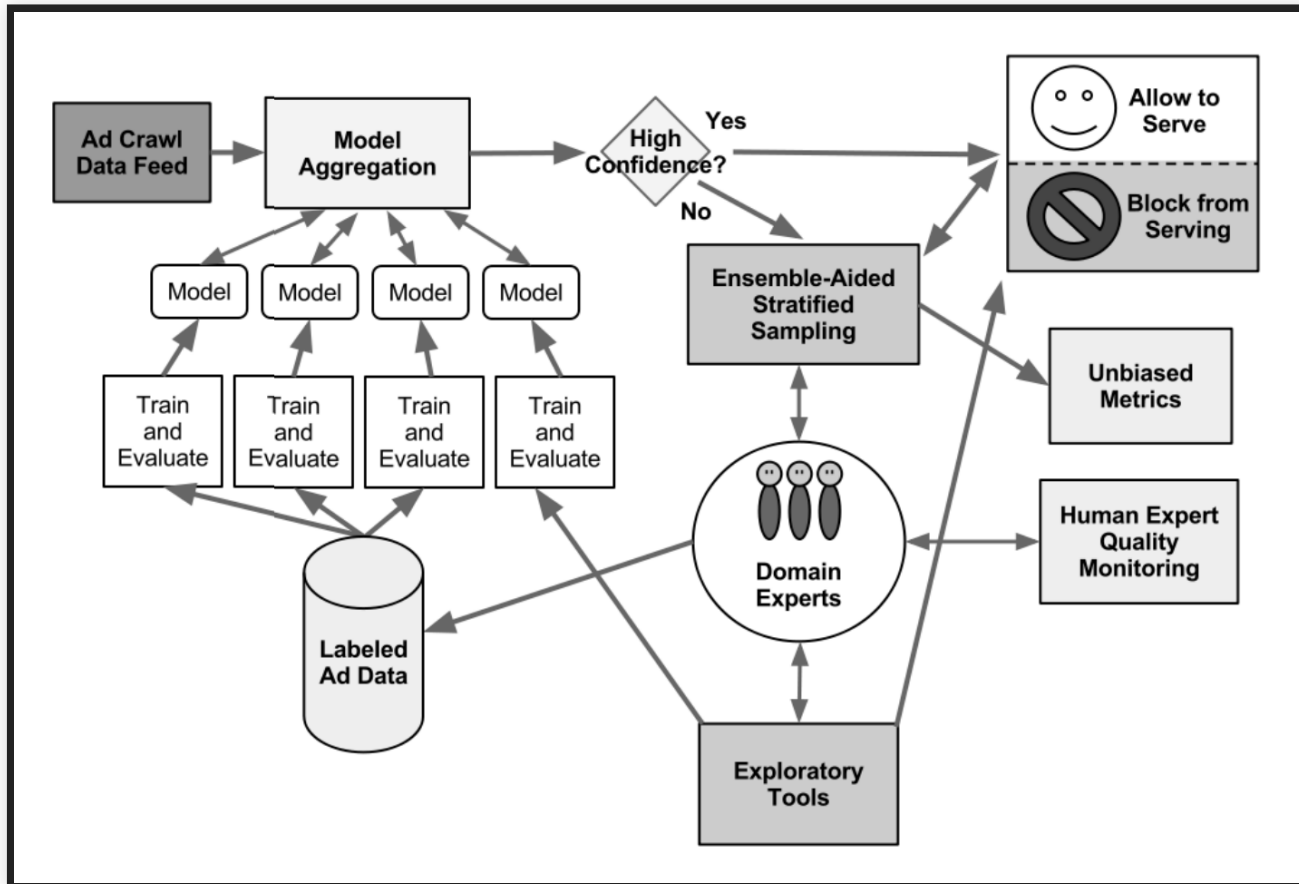 Ad Crawl
Data Feed
Model
Aggregation
High
Confidence?
Yes
No
Allow to
Serve
Block from
Serving
Model
Model
Model
Model
Ensemble-Aided
Stratified
Sampling
Unbiased
Metrics
Train
and
Evaluate
Train
and
Evaluate
Train
and
Evaluate
Train
and
Evaluate
Domain
Experts
Human Expert
Quality
Monitoring
Labeled
Ad Data
Exploratory
Tools